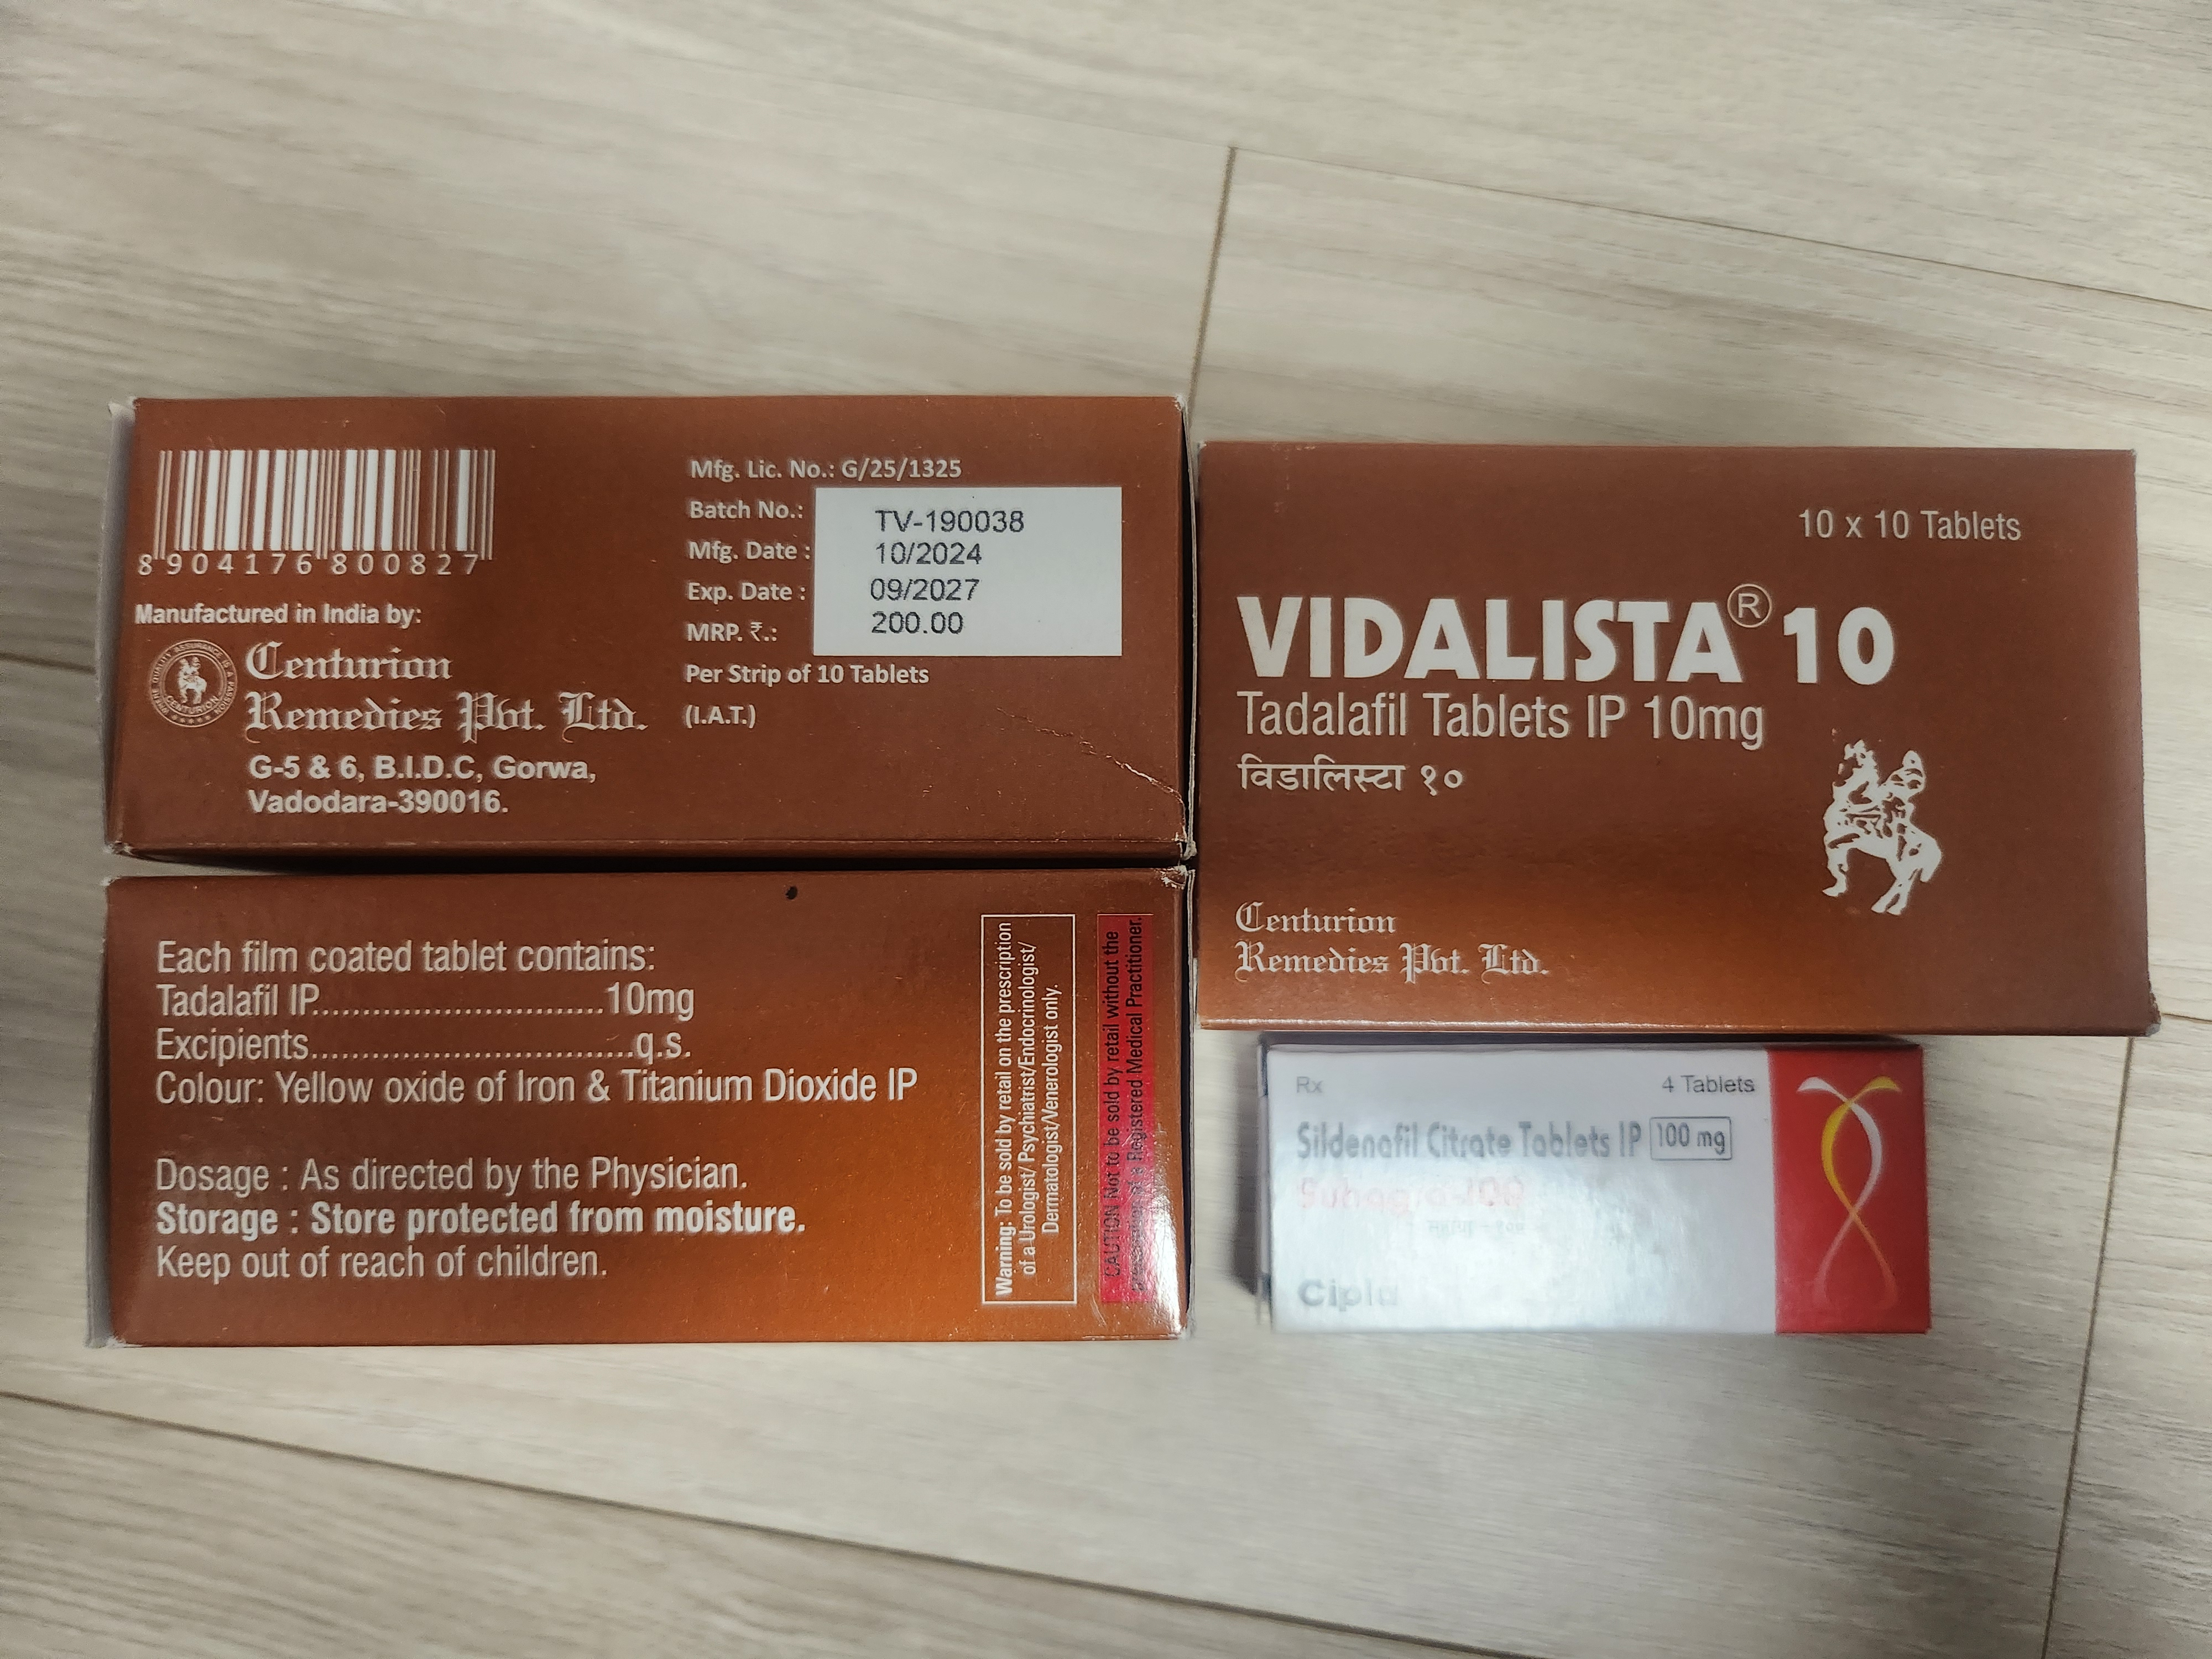 8904176800827
Manufactured in India by:
Centurion
Remedies Pvt. Ltd.
G-5 & 6, B.I.D.C, Gorwa,
Vadodara-390016.
Mfg. Lic. No.: G/25/1325
Batch No.: TV-190038
Mfg. Date : 10/2024
Exp. Date : 09/2027
MRP. ₹.: 200.00
Per Strip of 10 Tablets
(I.A.T.)
10 x 10 Tablets
VIDALISTA® 10
Tadalafil Tablets IP 10mg
विडालिस्टा १०
Centurion
Remedies Pvt. Ltd.
Each film coated tablet contains:
Tadalafil IP.............................10mg
Excipients................................q.s.
Colour: Yellow oxide of Iron & Titanium Dioxide IP
Dosage : As directed by the Physician.
Storage : Store protected from moisture.
Keep out of reach of children.
Warning: To be sold by retail on the prescription
of a Urologist/ Psychiatrist/Endocrinologist/
Dermatologist/Venerologist only.
CAUTION Not to be sold by retail without the
prescription of a Registered Medical Practitioner.
Rx
4 Tablets
Sildenafil Citrate Tablets IP 100 mg
Suhagra-100
Cipla